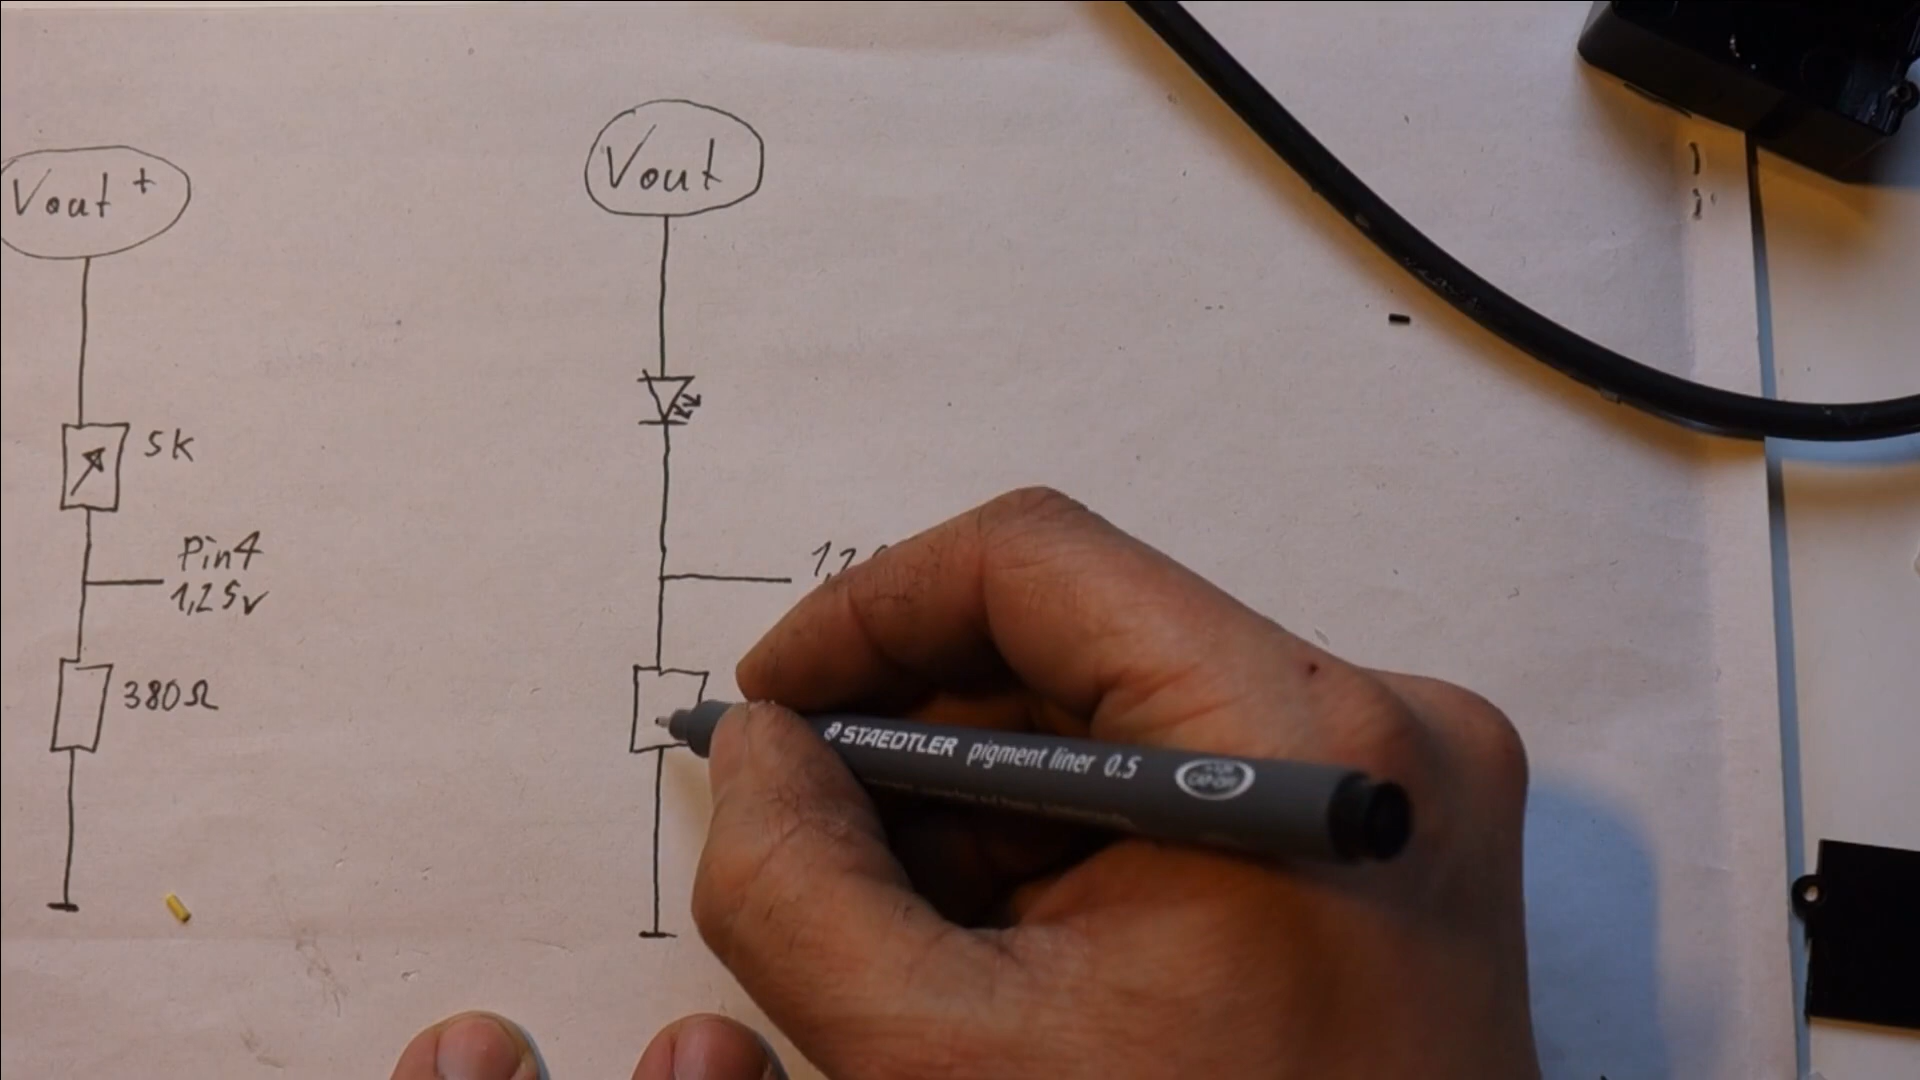 Vout +
Vout
5K
Pin4
1,25v
380Ω
STAEDTLER pigment liner 0.5